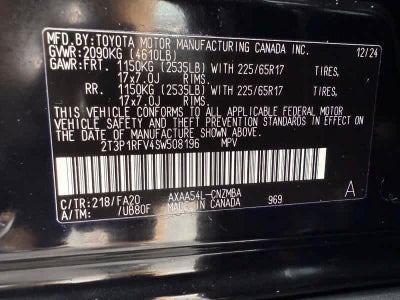 MFD. BY: TOYOTA MOTOR MANUFACTURING CANADA INC. 12/24
GVWR: 2090KG (4610LB)
GAWR: FRT. 1150KG (2535LB) WITH 225/65R17 TIRES,
17x7.0J RIMS.
RR. 1150KG (2535LB) WITH 225/65R17 TIRES,
17x7.0J RIMS.
THIS VEHICLE CONFORMS TO ALL APPLICABLE FEDERAL MOTOR
VEHICLE SAFETY AND THEFT PREVENTION STANDARDS IN EFFECT ON
THE DATE OF MANUFACTURE SHOWN ABOVE.
2T3P1RFV4SW508196 MPV
C/TR: 218/FA20 AXAA54L-CNZMBA A
A/TM: /UB80F MADE IN CANADA 969